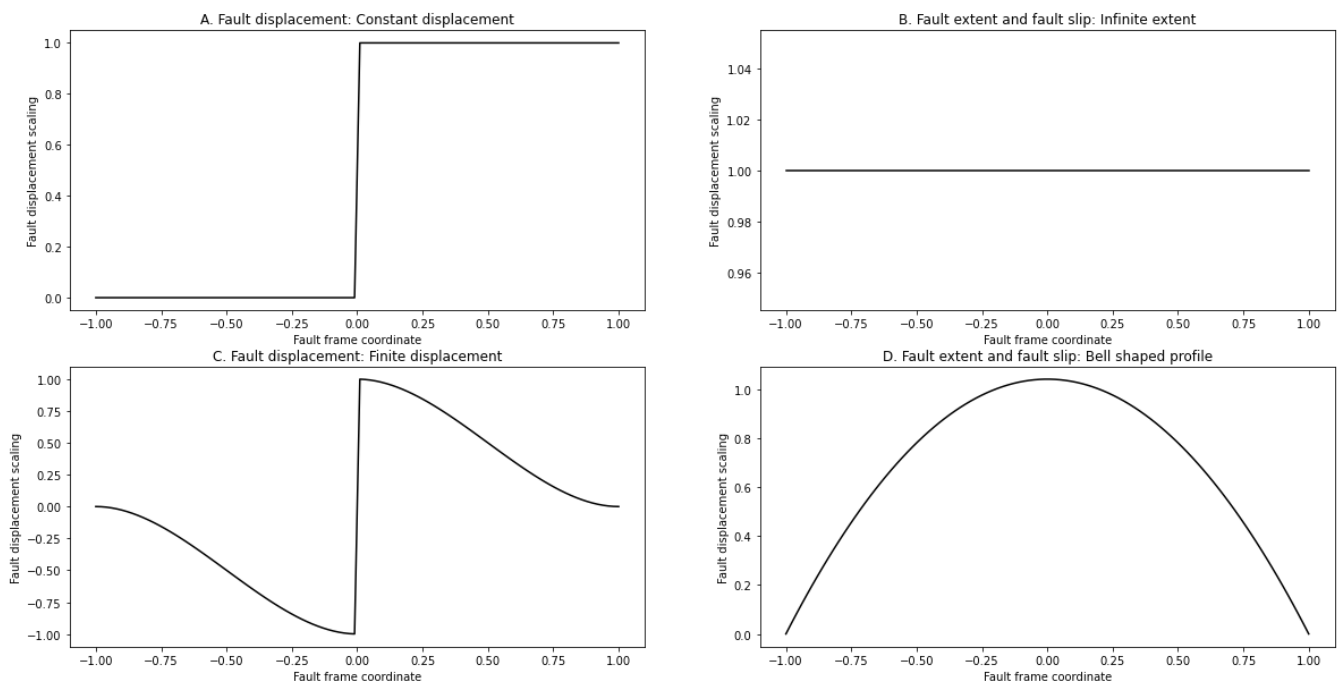 A. Fault displacement: Constant displacement
Fault displacement scaling
1.0
0.8
0.6
0.4
0.2
0.0
−1.00 −0.75 −0.50 −0.25 0.00 0.25 0.50 0.75 1.00
Fault frame coordinate
B. Fault extent and fault slip: Infinite extent
Fault displacement scaling
1.04
1.02
1.00
0.98
0.96
−1.00 −0.75 −0.50 −0.25 0.00 0.25 0.50 0.75 1.00
Fault frame coordinate
C. Fault displacement: Finite displacement
Fault displacement scaling
1.00
0.75
0.50
0.25
0.00
−0.25
−0.50
−0.75
−1.00
−1.00 −0.75 −0.50 −0.25 0.00 0.25 0.50 0.75 1.00
Fault frame coordinate
D. Fault extent and fault slip: Bell shaped profile
Fault displacement scaling
1.0
0.8
0.6
0.4
0.2
0.0
−1.00 −0.75 −0.50 −0.25 0.00 0.25 0.50 0.75 1.00
Fault frame coordinate